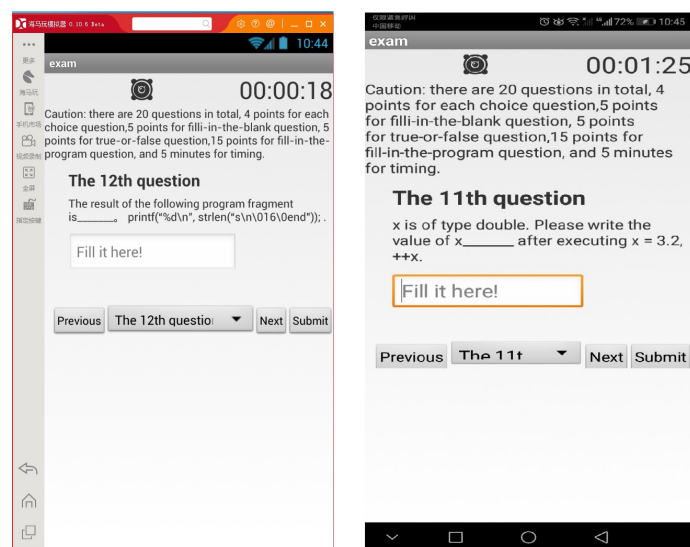 海马玩模拟器 0.10.6 Beta
10:44
更多
海马玩
手机市场
视频录制
全屏
指定按键
exam
00:00:18
Caution: there are 20 questions in total, 4 points for each
choice question,5 points for filli-in-the-blank question, 5
points for true-or-false question,15 points for fill-in-the-
program question, and 5 minutes for timing.
The 12th question
The result of the following program fragment
is______。 printf("%d\n", strlen("s\n\016\0end")); .
Fill it here!
Previous
The 12th questio
Next
Submit
仅限紧急呼叫
中国移动
72%
10:45
exam
00:01:25
Caution: there are 20 questions in total, 4
points for each choice question,5 points
for filli-in-the-blank question, 5 points
for true-or-false question,15 points for
fill-in-the-program question, and 5 minutes
for timing.
The 11th question
x is of type double. Please write the
value of x______ after executing x = 3.2,
++x.
Fill it here!
Previous
The 11t
Next
Submit